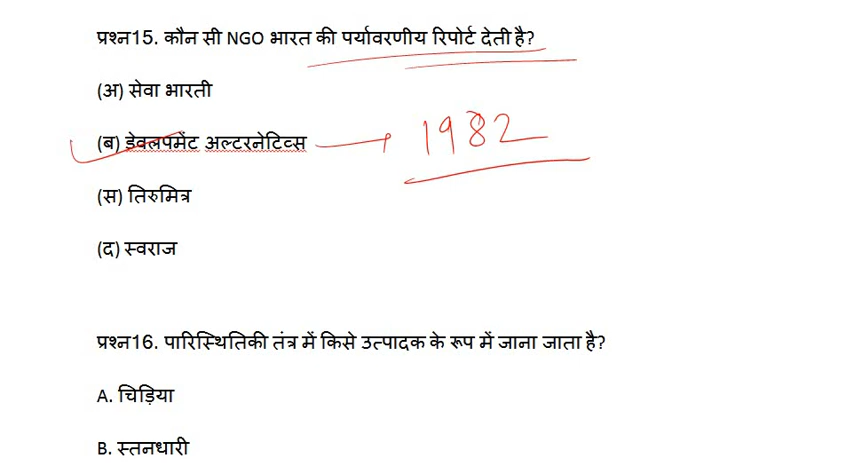 प्रश्न15. कौन सी NGO भारत की पर्यावरणीय रिपोर्ट देती है?
(अ) सेवा भारती
(ब) डेवलपमेंट अल्टरनेटिव्स 1982
(स) तिरुमित्र
(द) स्वराज
प्रश्न16. पारिस्थितिकी तंत्र में किसे उत्पादक के रूप में जाना जाता है?
A. चिड़िया
B. स्तनधारी